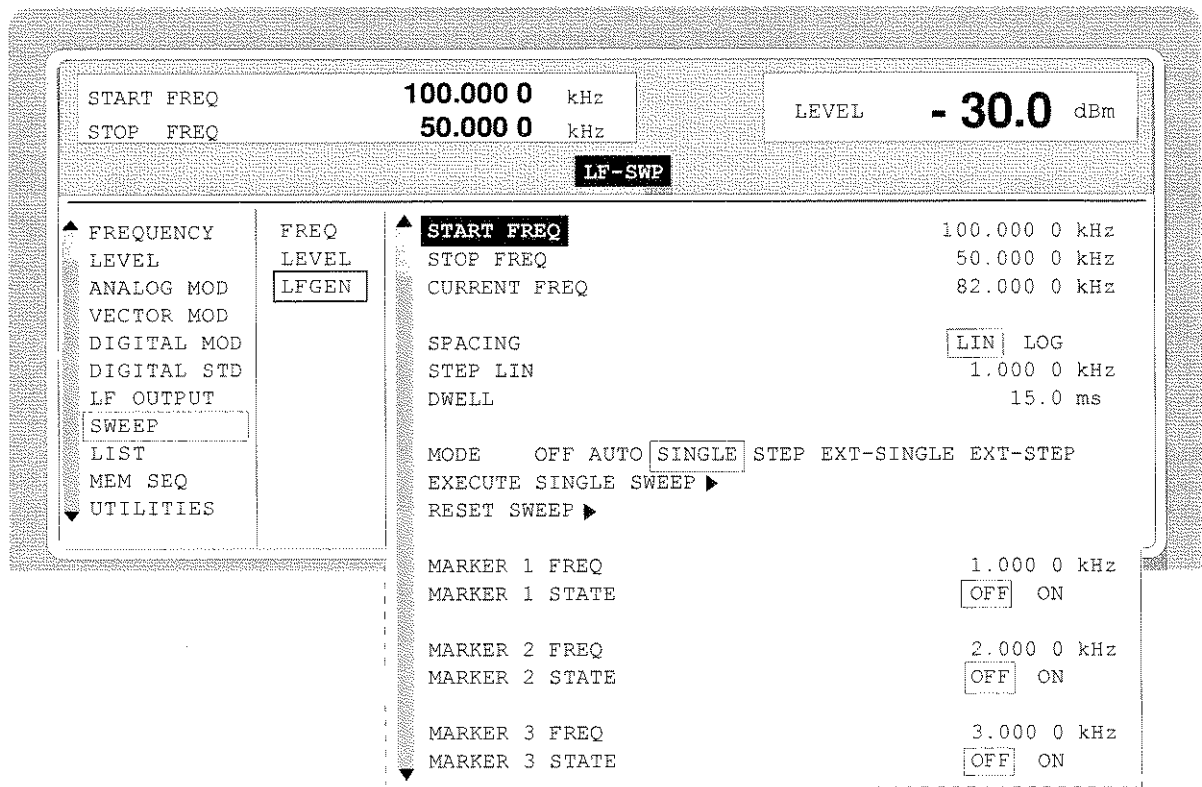 START FREQ 100.000 0 kHz
STOP FREQ 50.000 0 kHz
LEVEL - 30.0 dBm
LF-SWP
FREQUENCY
LEVEL
ANALOG MOD
VECTOR MOD
DIGITAL MOD
DIGITAL STD
LF OUTPUT
SWEEP
LIST
MEM SEQ
UTILITIES
FREQ
LEVEL
LFGEN
START FREQ 100.000 0 kHz
STOP FREQ 50.000 0 kHz
CURRENT FREQ 82.000 0 kHz
SPACING LIN LOG
STEP LIN 1.000 0 kHz
DWELL 15.0 ms
MODE OFF AUTO SINGLE STEP EXT-SINGLE EXT-STEP
EXECUTE SINGLE SWEEP ▶
RESET SWEEP ▶
MARKER 1 FREQ 1.000 0 kHz
MARKER 1 STATE OFF ON
MARKER 2 FREQ 2.000 0 kHz
MARKER 2 STATE OFF ON
MARKER 3 FREQ 3.000 0 kHz
MARKER 3 STATE OFF ON